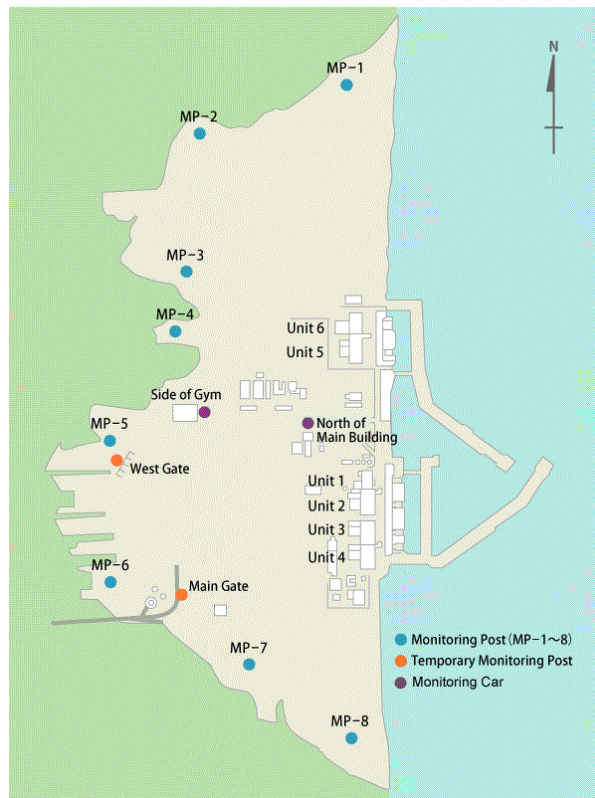 MP-1
N
MP-2
MP-3
MP-4
Unit 6
Unit 5
Side of Gym
North of
Main Building
MP-5
West Gate
Unit 1
Unit 2
Unit 3
Unit 4
MP-6
Main Gate
MP-7
Monitoring Post(MP-1～8)
Temporary Monitoring Post
Monitoring Car
MP-8